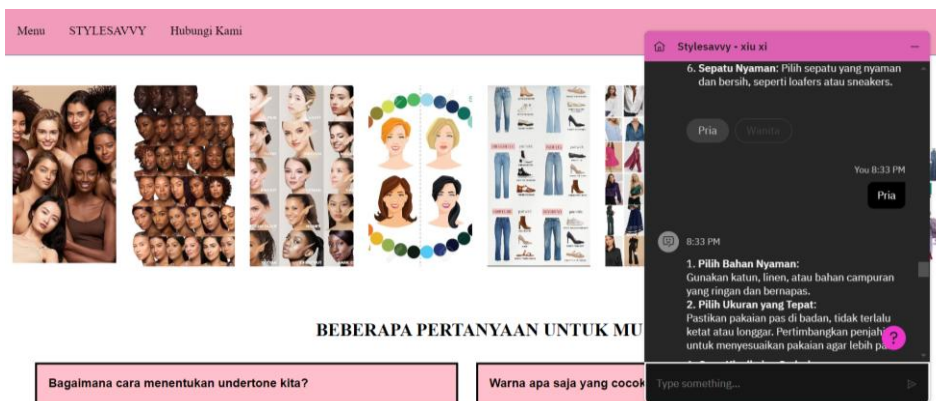 Menu STYLESAVVY Hubungi Kami
BEBERAPA PERTANYAAN UNTUK MU
Bagaimana cara menentukan undertone kita?
Warna apa saja yang cocok
Stylesavvy - xiu xi
6. Sepatu Nyaman: Pilih sepatu yang nyaman
dan bersih, seperti loafers atau sneakers.
Pria Wanita
You 8:33 PM
Pria
8:33 PM
1. Pilih Bahan Nyaman:
Gunakan katun, linen, atau bahan campuran
yang ringan dan bernapas.
2. Pilih Ukuran yang Tepat:
Pastikan pakaian pas di badan, tidak terlalu
ketat atau longgar. Pertimbangkan penjahit
untuk menyesuaikan pakaian agar lebih
?
Type something...